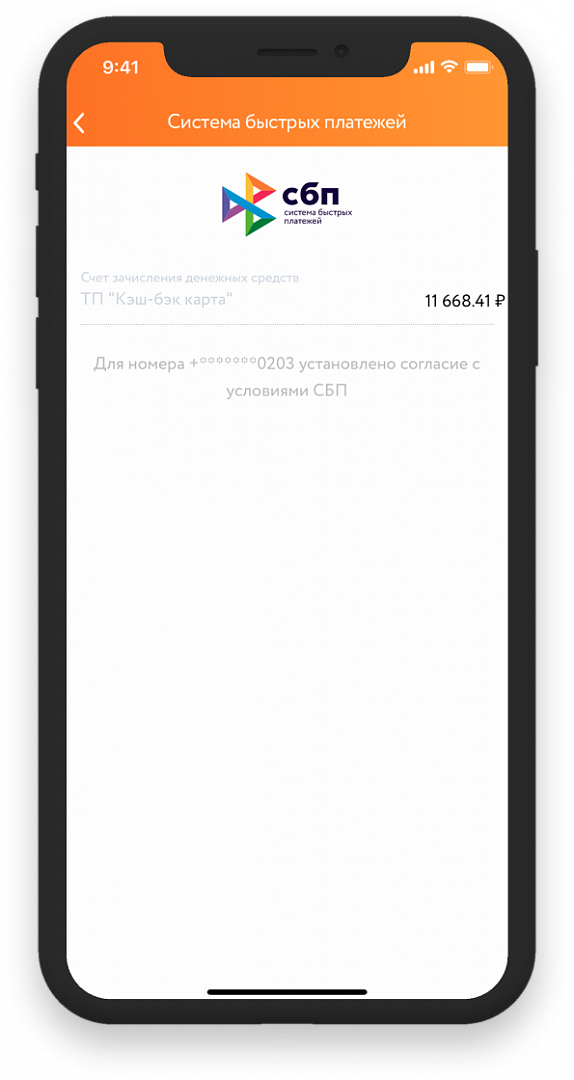 9:41
Система быстрых платежей
сбп
система быстрых
платежей
Счет зачисления денежных средств
ТП "Кэш-бэк карта"
11 668.41 ₽
Для номера +*******0203 установлено согласие с
условиями СБП